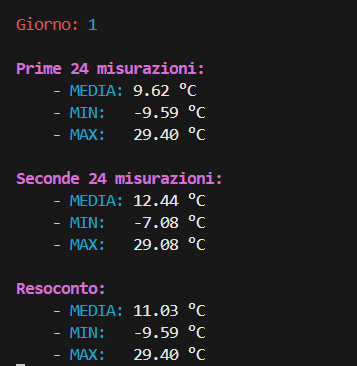 Giorno: 1
Prime 24 misurazioni:
- MEDIA: 9.62 °C
- MIN: -9.59 °C
- MAX: 29.40 °C
Seconde 24 misurazioni:
- MEDIA: 12.44 °C
- MIN: -7.08 °C
- MAX: 29.08 °C
Resoconto:
- MEDIA: 11.03 °C
- MIN: -9.59 °C
- MAX: 29.40 °C